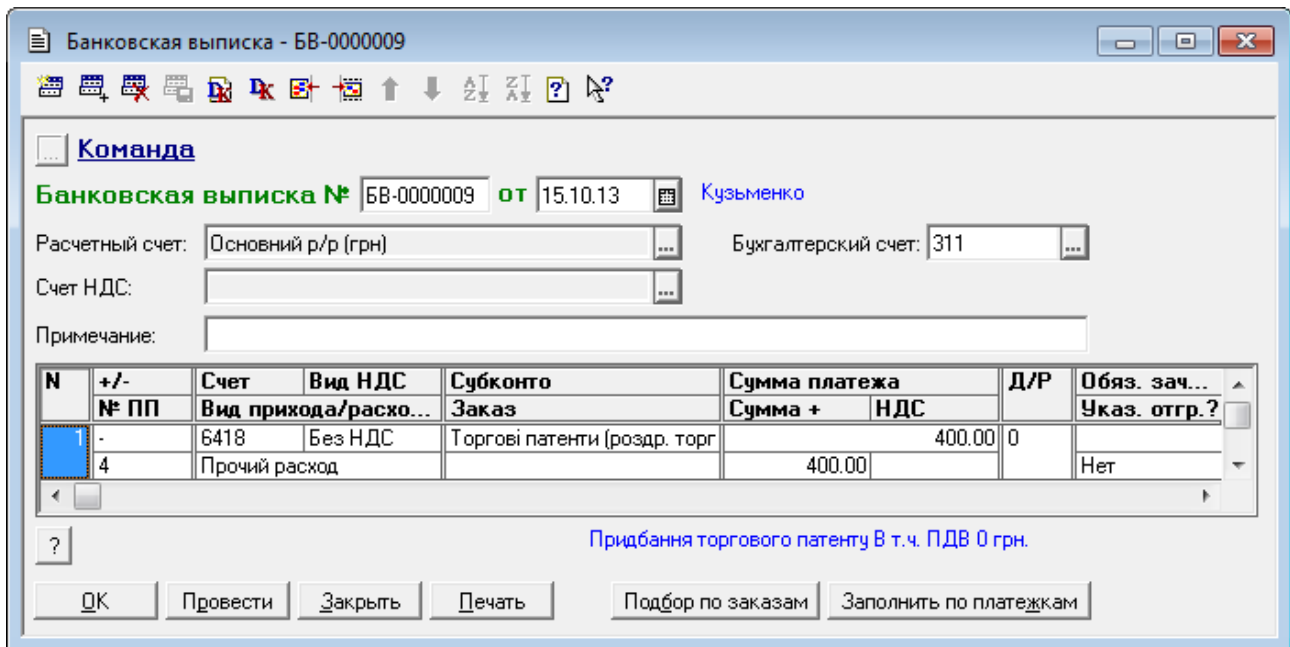 Банковская выписка - БВ-0000009
... Команда
Банковская выписка № БВ-0000009 от 15.10.13 Кузьменко
Расчетный счет: Основний р/р (грн) ... Бухгалтерский счет: 311 ...
Счет НДС: ...
Примечание:
N +/- Счет Вид НДС Субконто Сумма платежа Д/Р Обяз. зач...
№ ПП Вид прихода/расхо... Заказ Сумма + НДС Указ. отгр.?
1 - 6418 Без НДС Торгові патенти (роздр. торг 400.00 0
4 Прочий расход 400.00 Нет
? Придбання торгового патенту В т.ч. ПДВ 0 грн.
OK Провести Закрыть Печать Подбор по заказам Заполнить по платежкам